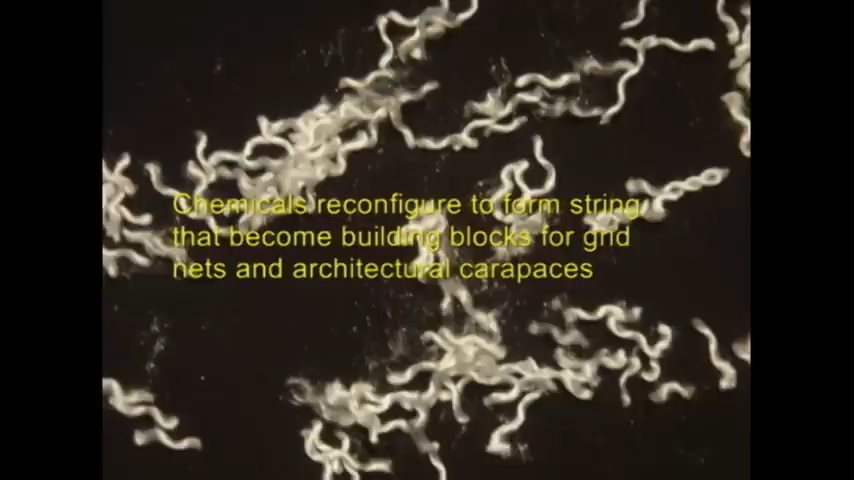 Chemicals reconfigure to form string
that become building blocks for grid
nets and architectural carapaces